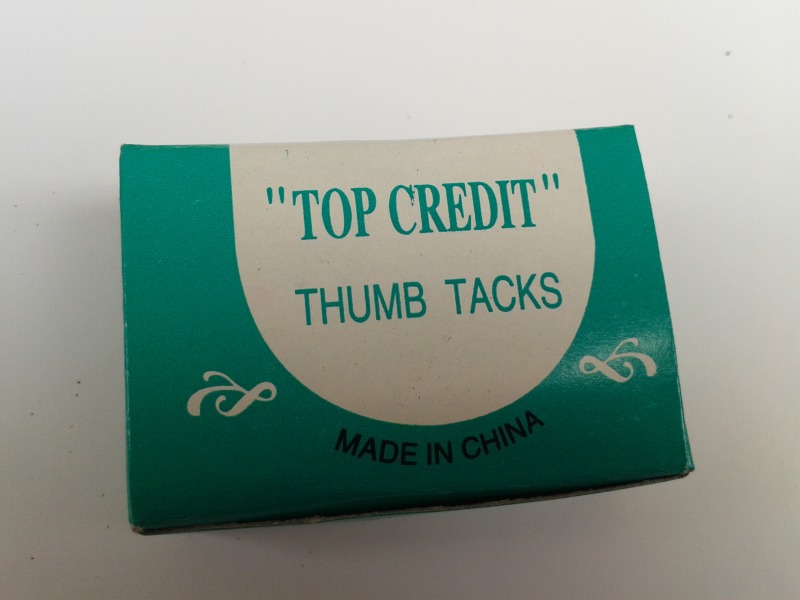 "TOP CREDIT"
THUMB TACKS
MADE IN CHINA